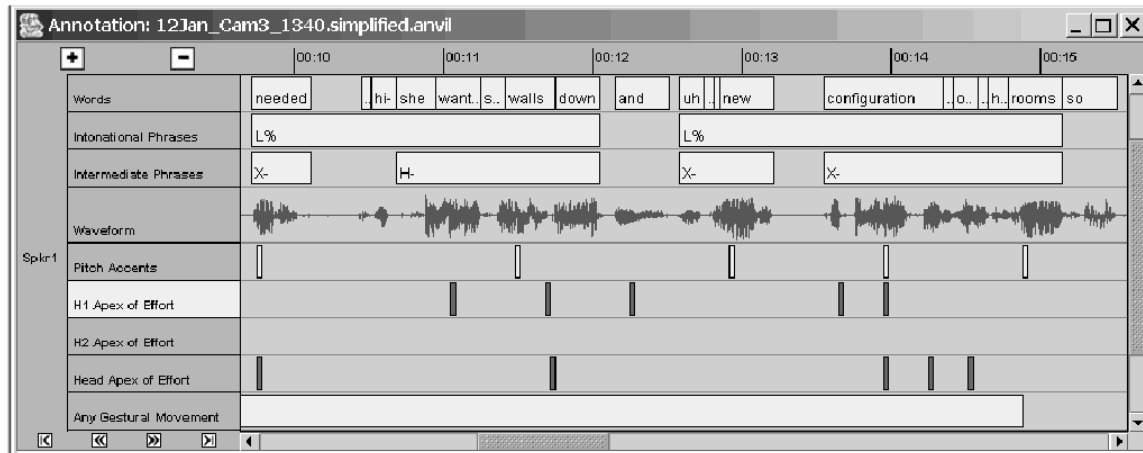 Annotation: 12Jan_Cam3_1340.simplified.anvil
00:10 00:11 00:12 00:13 00:14 00:15
Words needed .. hi- she want.. s.. walls down and uh .. new configuration .. o.. .. h.. rooms so
Intonational Phrases L% L%
Intermediate Phrases X- H- X- X-
Waveform
Spkr1
Pitch Accents
H1 Apex of Effort
H2 Apex of Effort
Head Apex of Effort
Any Gestural Movement